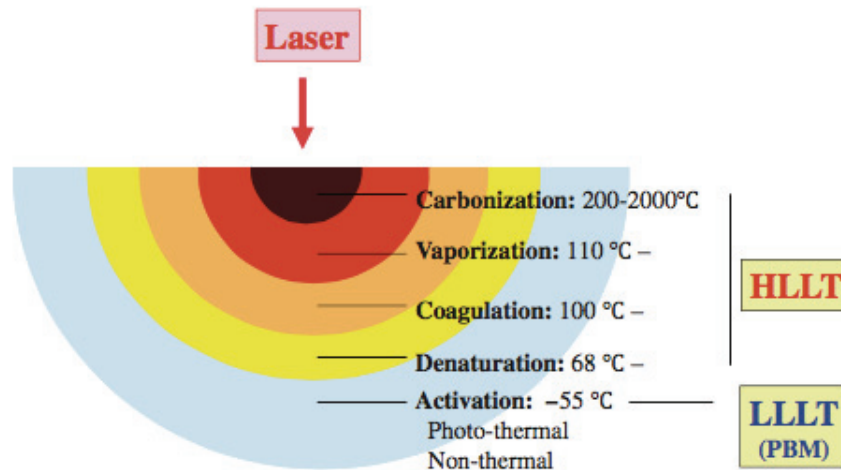 Laser
Carbonization: 200-2000℃
Vaporization: 110 ℃ –
Coagulation: 100 ℃ –
Denaturation: 68 ℃ –
Activation: –55 ℃
Photo-thermal
Non-thermal
HLLT
LLLT
(PBM)